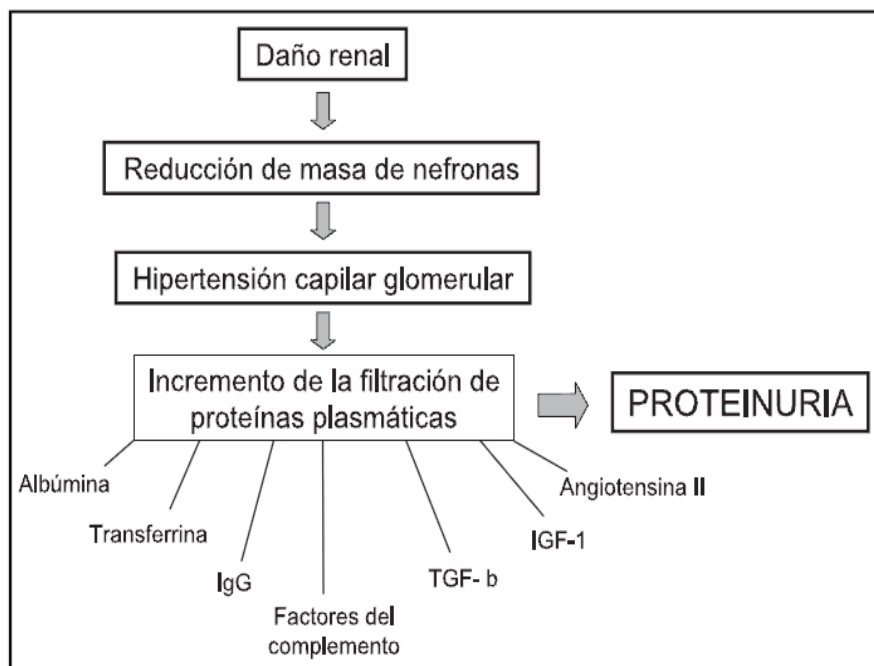 Daño renal
Reducción de masa de nefronas
Hipertensión capilar glomerular
Incremento de la filtración de
proteínas plasmáticas
PROTEINURIA
Albúmina
Transferrina
IgG
Factores del
complemento
TGF- b
IGF-1
Angiotensina II